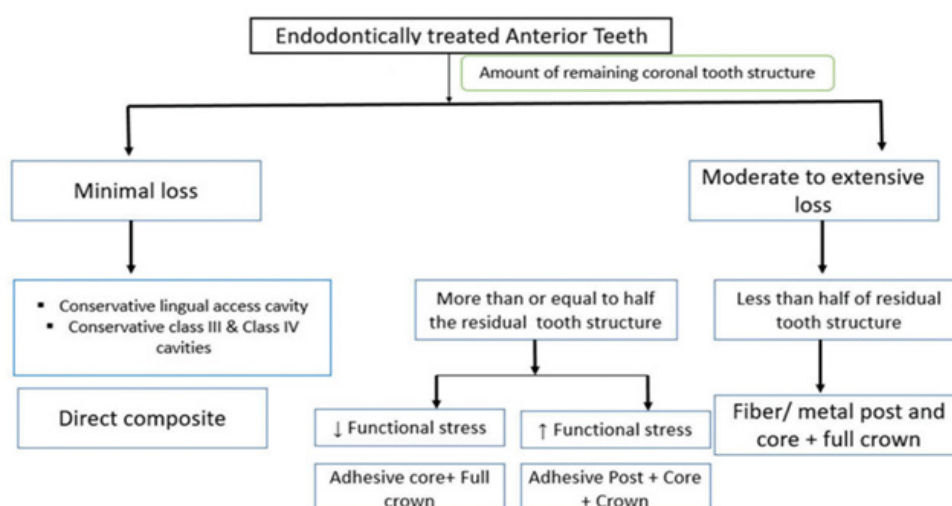 Endodontically treated Anterior Teeth
Amount of remaining coronal tooth structure
Minimal loss
Moderate to extensive
loss
▪ Conservative lingual access cavity
▪ Conservative class III & Class IV
cavities
More than or equal to half
the residual tooth structure
Less than half of residual
tooth structure
Direct composite
↓ Functional stress
↑ Functional stress
Fiber/ metal post and
core + full crown
Adhesive core+ Full
crown
Adhesive Post + Core
+ Crown